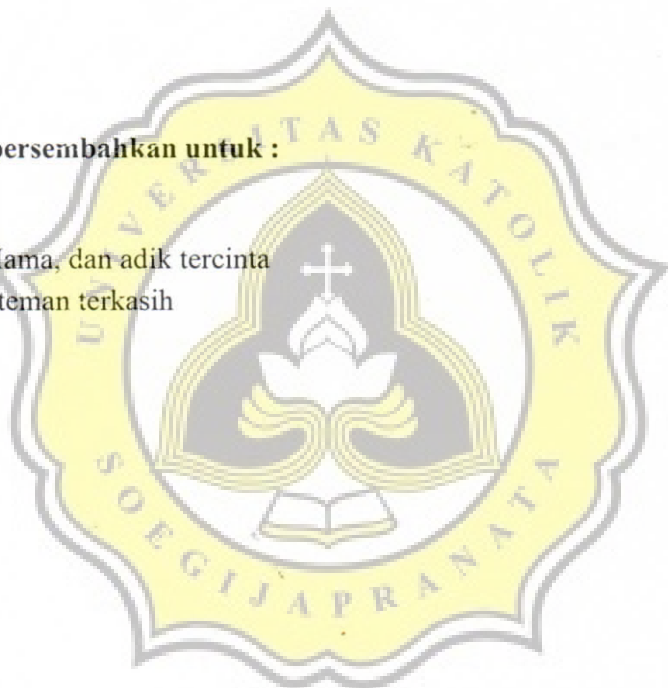 persembahkan untuk :
Mama, dan adik tercinta
teman terkasih
UNIVERSITAS KATOLIK
SOEGIJAPRANATA